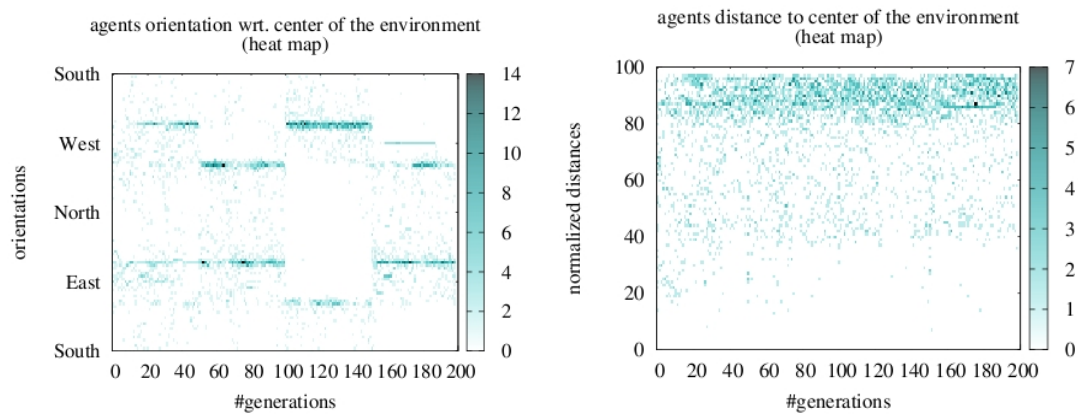 agents orientation wrt. center of the environment
(heat map)
South
West
North
East
South
orientations
0 20 40 60 80 100 120 140 160 180 200
#generations
14
12
10
8
6
4
2
0
agents distance to center of the environment
(heat map)
100
80
60
40
20
0
normalized distances
0 20 40 60 80 100 120 140 160 180 200
#generations
7
6
5
4
3
2
1
0